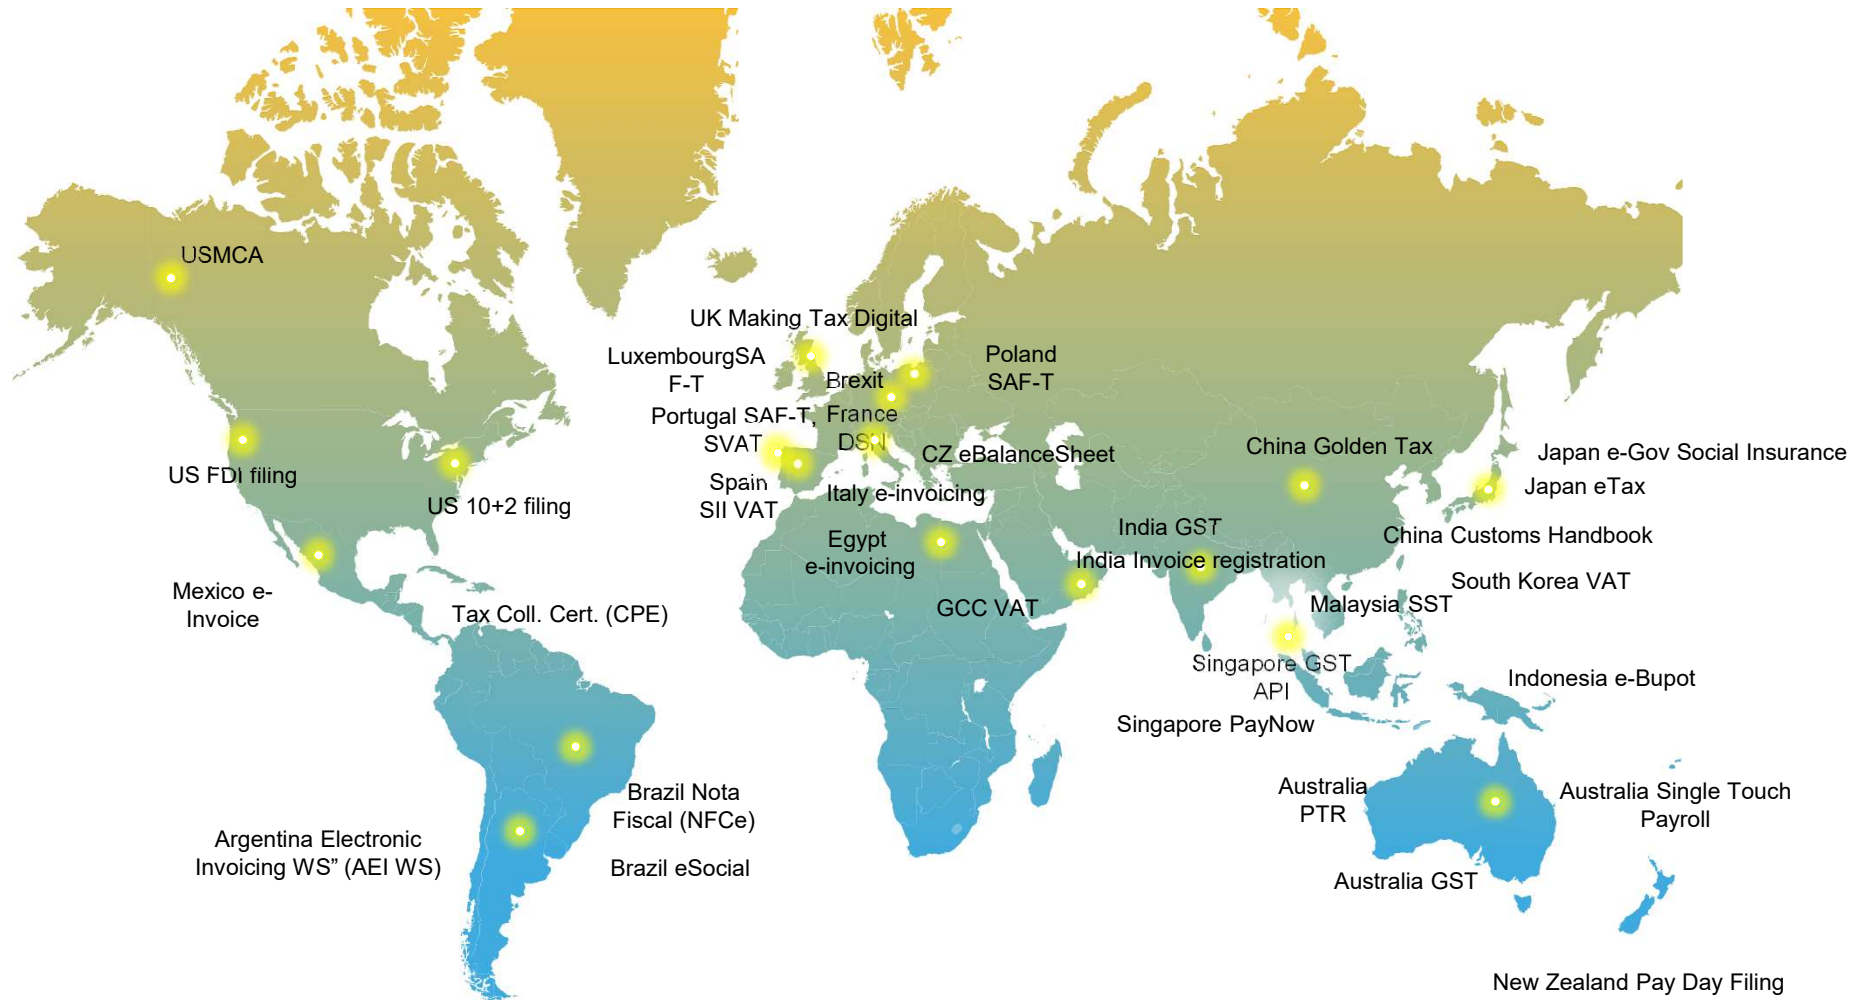 USMCA
UK Making Tax Digital
LuxembourgSA
F-T
Brexit
Poland
SAF-T
Portugal SAF-T,
SVAT
France
DSN
CZ eBalanceSheet
China Golden Tax
Japan e-Gov Social Insurance
Japan eTax
US FDI filing
US 10+2 filing
Spain
SII VAT
Italy e-invoicing
Egypt
e-invoicing
India GST
India Invoice registration
China Customs Handbook
South Korea VAT
Mexico e-
Invoice
Tax Coll. Cert. (CPE)
GCC VAT
Malaysia SST
Singapore GST
API
Singapore PayNow
Indonesia e-Bupot
Brazil Nota
Fiscal (NFCe)
Brazil eSocial
Argentina Electronic
Invoicing WS” (AEI WS)
Australia
PTR
Australia Single Touch
Payroll
Australia GST
New Zealand Pay Day Filing